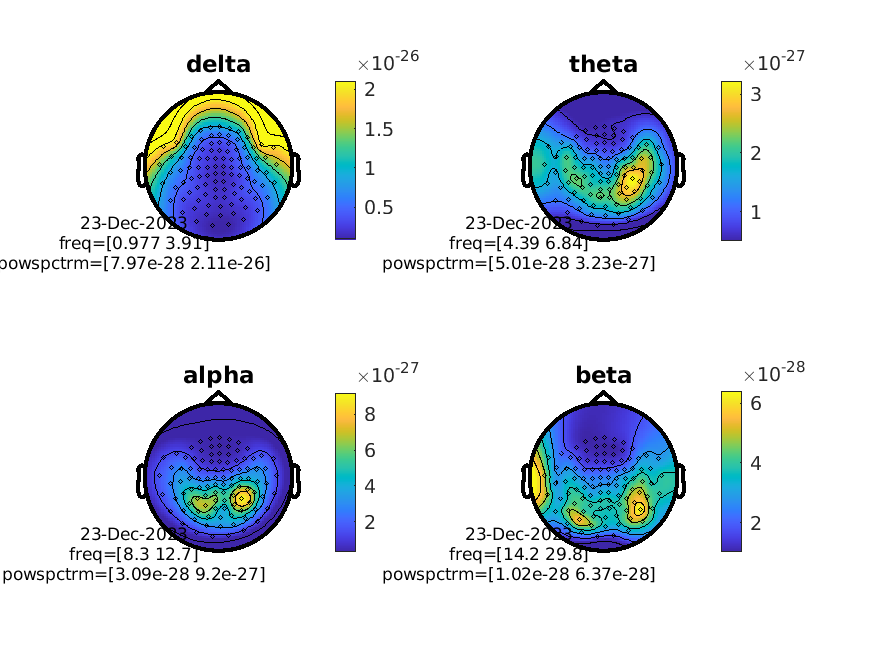 delta
×10-26
2
1.5
1
0.5
23-Dec-2023
freq=[0.977 3.91]
powspctrm=[7.97e-28 2.11e-26]
theta
×10-27
3
2
1
23-Dec-2023
freq=[4.39 6.84]
powspctrm=[5.01e-28 3.23e-27]
alpha
×10-27
8
6
4
2
23-Dec-2023
freq=[8.3 12.7]
powspctrm=[3.09e-28 9.2e-27]
beta
×10-28
6
4
2
23-Dec-2023
freq=[14.2 29.8]
powspctrm=[1.02e-28 6.37e-28]